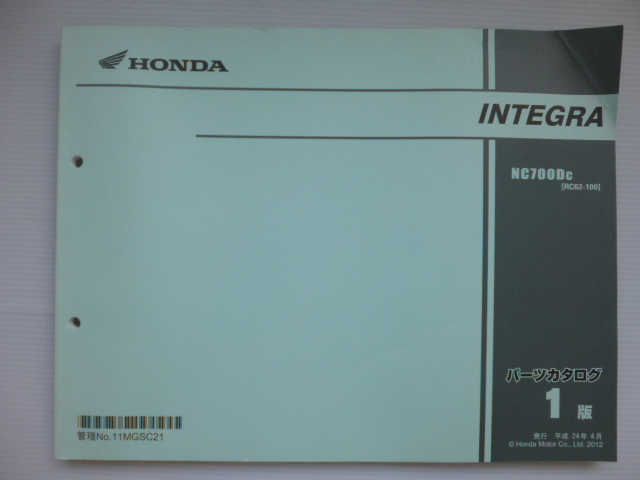 HONDA
INTEGRA
NC700Dc
[RC62-100]
パーツカタログ
1版
管理No.11MGSC21
発行 平成 24年 4月
© Honda Motor Co., Ltd. 2012